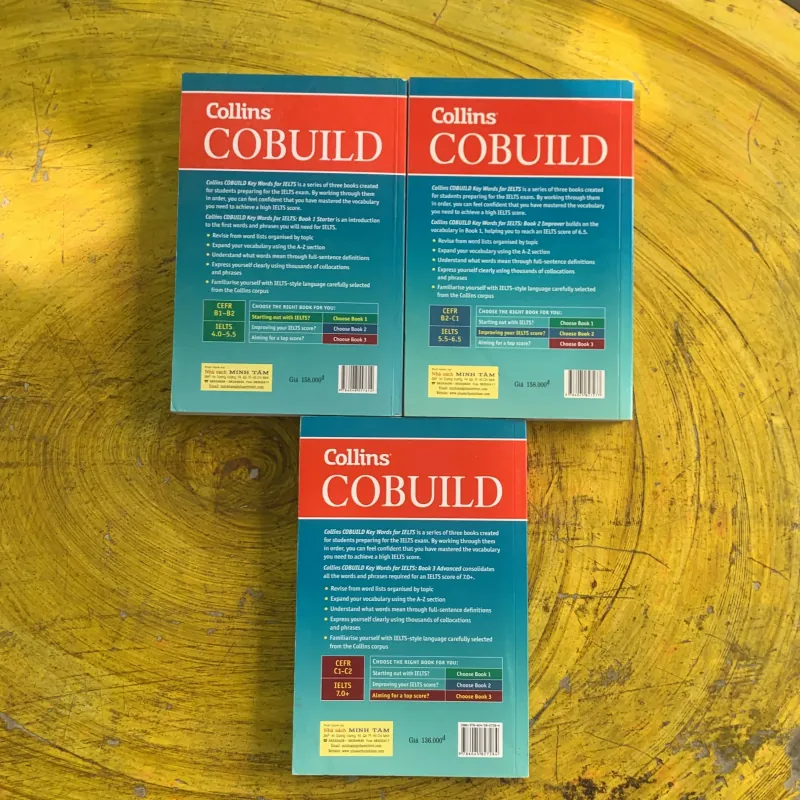 Collins
COBUILD
Collins COBUILD Key Words for IELTS is a series of three books created
for students preparing for the IELTS exam. By working through them
in order, you can feel confident that you have mastered the vocabulary
you need to achieve a high IELTS score.
Collins COBUILD Key Words for IELTS: Book 1 Starter is an introduction
to the first words and phrases you will need for IELTS.
Revise from word lists organised by topic
Expand your vocabulary using the A-Z section
Understand what words mean through full-sentence definitions
Express yourself clearly using thousands of collocations
and phrases
Familiarise yourself with IELTS-style language carefully selected
from the Collins corpus
CEFR
B1–B2
IELTS
4.0–5.5
CHOOSE THE RIGHT BOOK FOR YOU:
Starting out with IELTS? Choose Book 1
Improving your IELTS score? Choose Book 2
Aiming for a top score? Choose Book 3
Nhà sách MINH TÂM
Giá 156.000đ
Collins
COBUILD
Collins COBUILD Key Words for IELTS is a series of three books created
for students preparing for the IELTS exam. By working through them
in order, you can feel confident that you have mastered the vocabulary
you need to achieve a high IELTS score.
Collins COBUILD Key Words for IELTS: Book 2 Improver builds on the
vocabulary in Book 1, helping you to reach an IELTS score of 6.5.
Revise from word lists organised by topic
Expand your vocabulary using the A-Z section
Understand what words mean through full-sentence definitions
Express yourself clearly using thousands of collocations
and phrases
Familiarise yourself with IELTS-style language carefully selected
from the Collins corpus
CEFR
B2–C1
IELTS
5.5–6.5
CHOOSE THE RIGHT BOOK FOR YOU:
Starting out with IELTS? Choose Book 1
Improving your IELTS score? Choose Book 2
Aiming for a top score? Choose Book 3
Nhà sách MINH TÂM
Giá 156.000đ
Collins
COBUILD
Collins COBUILD Key Words for IELTS is a series of three books created
for students preparing for the IELTS exam. By working through them
in order, you can feel confident that you have mastered the vocabulary
you need to achieve a high IELTS score.
Collins COBUILD Key Words for IELTS: Book 3 Advanced consolidates
all the words and phrases required for an IELTS score of 7.0+.
Revise from word lists organised by topic
Expand your vocabulary using the A-Z section
Understand what words mean through full-sentence definitions
Express yourself clearly using thousands of collocations
and phrases
Familiarise yourself with IELTS-style language carefully selected
from the Collins corpus
CEFR
C1–C2
IELTS
7.0+
CHOOSE THE RIGHT BOOK FOR YOU:
Starting out with IELTS? Choose Book 1
Improving your IELTS score? Choose Book 2
Aiming for a top score? Choose Book 3
Nhà sách MINH TÂM
Giá 136.000đ